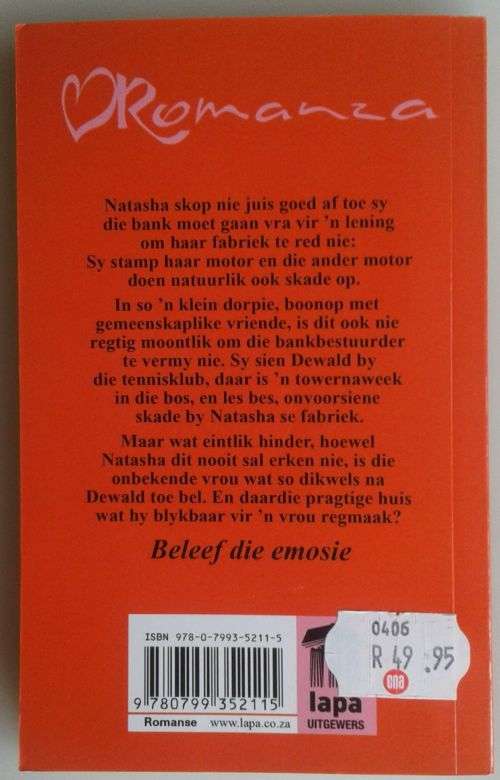 Romanza
Natasha skop nie juis goed af toe sy
die bank moet gaan vra vir ’n lening
om haar fabriek te red nie:
Sy stamp haar motor en die ander motor
doen natuurlik ook skade op.
In so ’n klein dorpie, boonop met
gemeenskaplike vriende, is dit ook nie
regtig moontlik om die bankbestuurder
te vermy nie. Sy sien Dewald by
die tennisklub, daar is ’n towernaweek
in die bos, en les bes, onvoorsiene
skade by Natasha se fabriek.
Maar wat eintlik hinder, hoewel
Natasha dit nooit sal erken nie, is die
onbekende vrou wat so dikwels na
Dewald toe bel. En daardie pragtige huis
wat hy blykbaar vir ’n vrou regmaak?
Beleef die emosie
ISBN 978-0-7993-5211-5
9 780799 352115
Romanse www.lapa.co.za
lapa
UITGEWERS
0406
R 49.95
cna